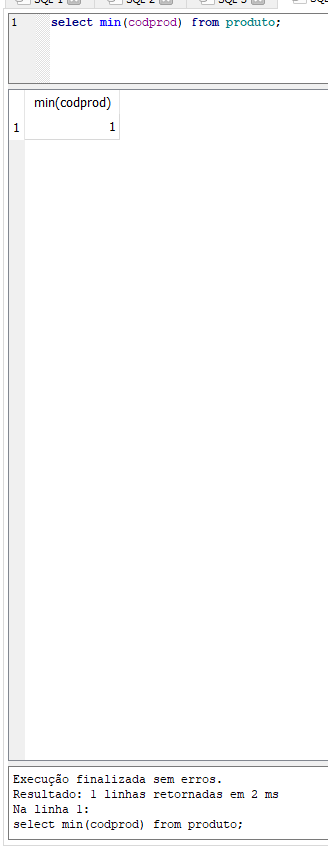 SQL 1 SQL 2 SQL 3
1 select min(codprod) from produto;
min(codprod)
1 1
Execução finalizada sem erros.
Resultado: 1 linhas retornadas em 2 ms
Na linha 1:
select min(codprod) from produto;